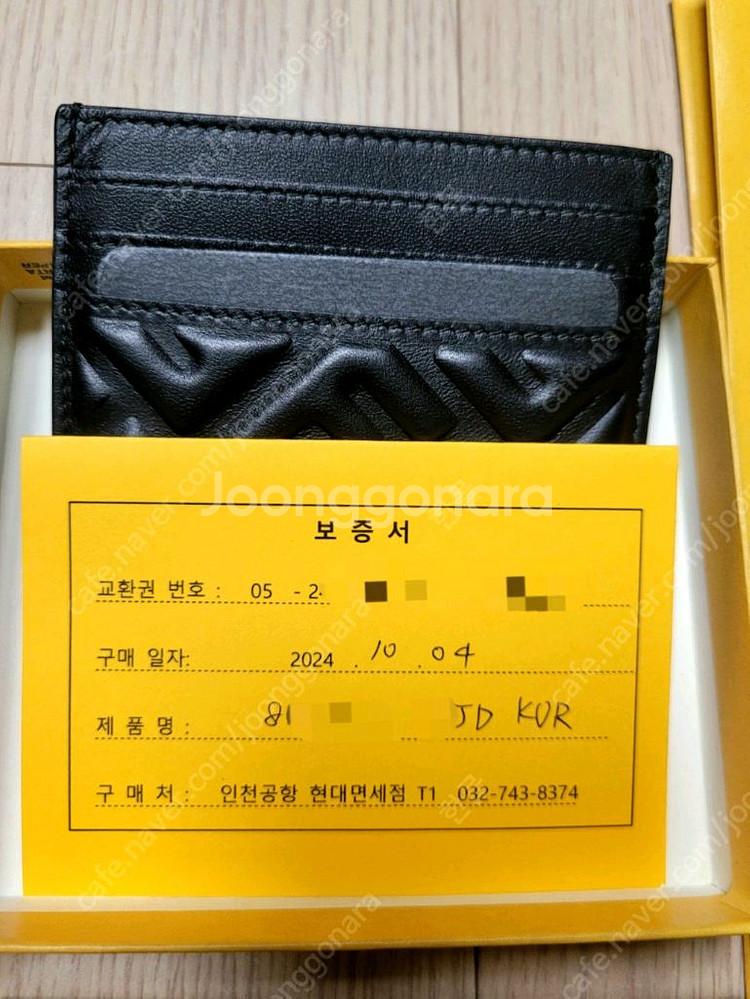 Joonggonara
보증서
교환권 번호 : 05 - 2
구매 일자: 2024 . 10 . 04
제 품 명 : 81 JD KUR
구 매 처 : 인천공항 현대면세점 T1 032-743-8374